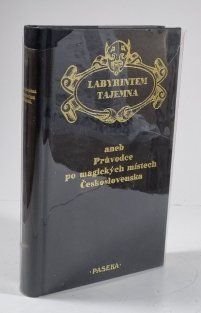 LABYRINTEM
TAJEMNA
aneb
Průvodce
po magických místech
Československa
· PASEKA ·